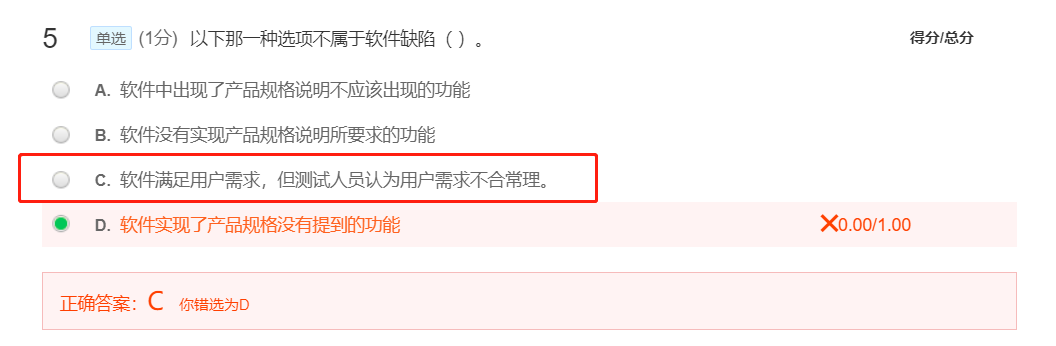 5 单选 (1分) 以下那一种选项不属于软件缺陷（ ）。 得分/总分
A. 软件中出现了产品规格说明不应该出现的功能
B. 软件没有实现产品规格说明所要求的功能
C. 软件满足用户需求，但测试人员认为用户需求不合常理。
D. 软件实现了产品规格没有提到的功能 ✕0.00/1.00
正确答案：C 你错选为D